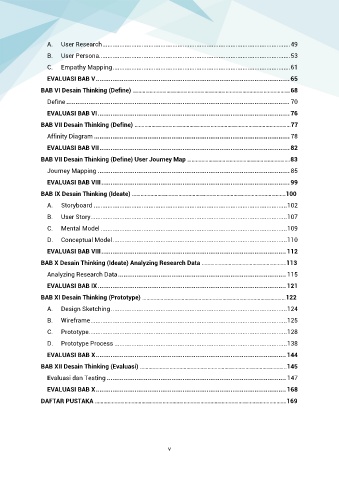 A. User Research 49
B. User Persona 53
C. Empathy Mapping 61
EVALUASI BAB V 65
BAB VI Desain Thinking (Define) 68
Define 70
EVALUASI BAB VI 76
BAB VII Desain Thinking (Define) 77
Affinity Diagram 78
EVALUASI BAB VII 82
BAB VII Desain Thinking (Define) User Journey Map 83
Journey Mapping 85
EVALUASI BAB VIII 99
BAB IX Desain Thinking (Ideate) 100
A. Storyboard 102
B. User Story 107
C. Mental Model 109
D. Conceptual Model 110
EVALUASI BAB VIII 112
BAB X Desain Thinking (Ideate) Analyzing Research Data 113
Analyzing Research Data 115
EVALUASI BAB IX 121
BAB XI Desain Thinking (Prototype) 122
A. Design Sketching 124
B. Wireframe 125
C. Prototype 128
D. Prototype Process 138
EVALUASI BAB X 144
BAB XII Desain Thinking (Evaluasi) 145
Evaluasi dan Testing 147
EVALUASI BAB X 168
DAFTAR PUSTAKA 169
v